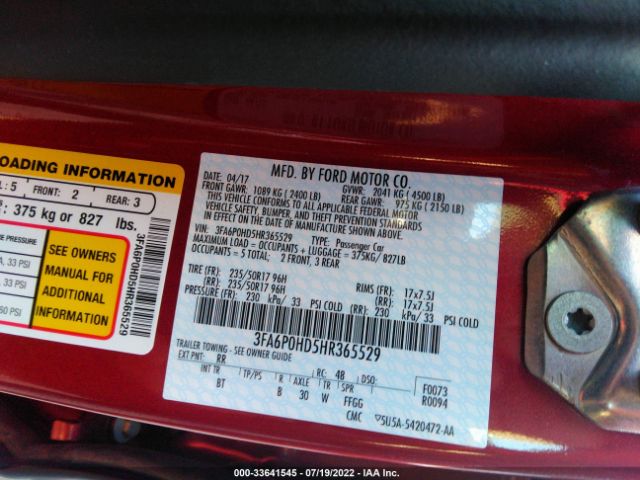 LOADING INFORMATION
: 5 FRONT: 2 REAR: 3
: 375 kg or 827 lbs.
PRESSURE
, 33 PSI
, 33 PSI
60 PSI
SEE OWNERS
MANUAL FOR
ADDITIONAL
INFORMATION
3FA6P0HD5HR365529
MFD. BY FORD MOTOR CO.
04/17 GVWR: 2041 KG (4500 LB)
FRONT GAWR: 1089 KG (2400 LB) REAR GAWR: 975 KG (2150 LB)
THIS VEHICLE CONFORMS TO ALL APPLICABLE FEDERAL MOTOR
VEHICLE SAFETY, BUMPER, AND THEFT PREVENTION STANDARDS IN
EFFECT ON THE DATE OF MANUFACTURE SHOWN ABOVE.
VIN: 3FA6P0HD5HR365529 TYPE: Passenger Car
MAXIMUM LOAD = OCCUPANTS + LUGGAGE = 375KG/ 827LB
OCCUPANTS = 5 TOTAL: 2 FRONT, 3 REAR
TIRE (FR): 235/50R17 96H RIMS (FR): 17x7.5J
(RR): 235/50R17 96H (RR): 17x7.5J
PRESSURE (FR): 230 kPa/ 33 PSI COLD
(RR): 230 kPa/ 33 PSI COLD
3FA6P0HD5HR365529
TRAILER TOWING - SEE OWNER GUIDE
EXT PNT: RR RC: 48 DSO: F0073
INT TR TP/PS R AXLE TR SPR R0094
BT B 30 W FFGG
CMC 5U5A-5420472-AA
000-33641545 - 07/19/2022 - IAA Inc.